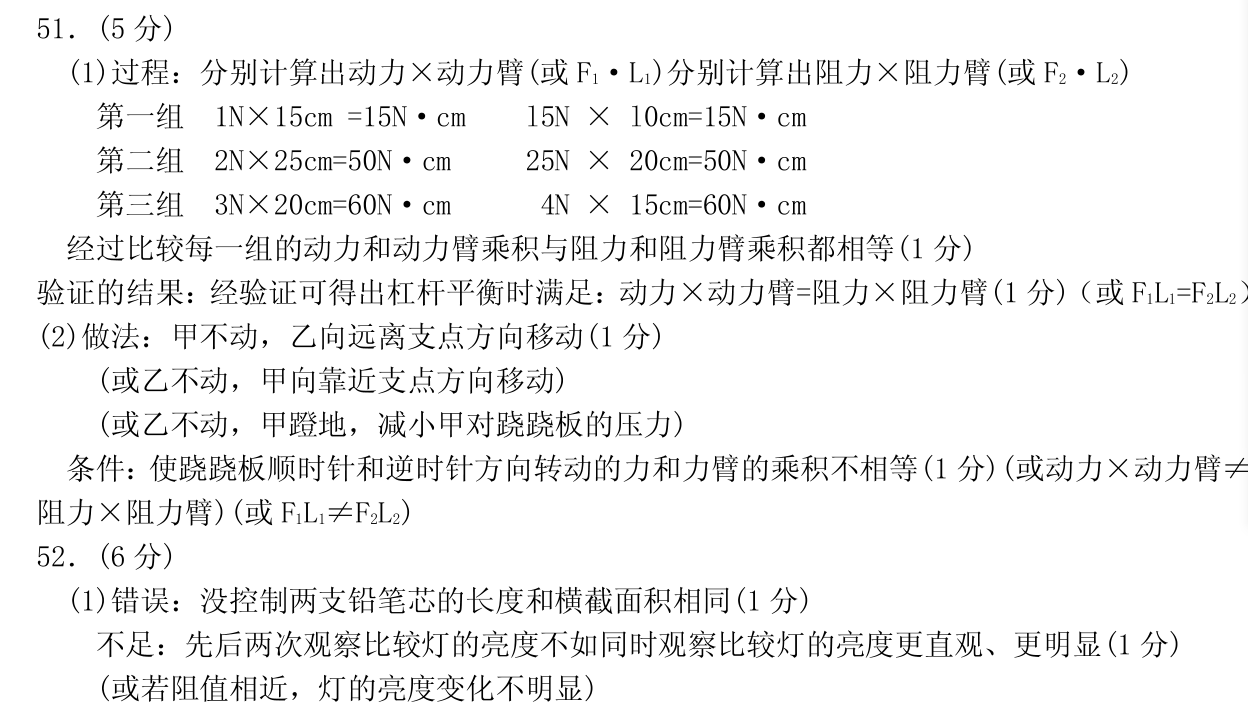 51. (5 分)
(1)过程: 分别计算出动力×动力臂(或 F₁·L₁)分别计算出阻力×阻力臂(或 F₂·L₂)
第一组 1N×15cm =15N·cm 15N × 10cm=15N·cm
第二组 2N×25cm=50N·cm 25N × 20cm=50N·cm
第三组 3N×20cm=60N·cm 4N × 15cm=60N·cm
经过比较每一组的动力和动力臂乘积与阻力和阻力臂乘积都相等(1 分)
验证的结果: 经验证可得出杠杆平衡时满足: 动力×动力臂=阻力×阻力臂(1 分)(或 F₁L₁=F₂L₂)
(2)做法: 甲不动, 乙向远离支点方向移动(1 分)
(或乙不动, 甲向靠近支点方向移动)
(或乙不动, 甲蹬地, 减小甲对跷跷板的压力)
条件: 使跷跷板顺时针和逆时针方向转动的力和力臂的乘积不相等(1 分)(或动力×动力臂≠
阻力×阻力臂)(或 F₁L₁≠F₂L₂)
52. (6 分)
(1)错误: 没控制两支铅笔芯的长度和横截面积相同(1 分)
不足: 先后两次观察比较灯的亮度不如同时观察比较灯的亮度更直观、更明显(1 分)
(或若阻值相近, 灯的亮度变化不明显)